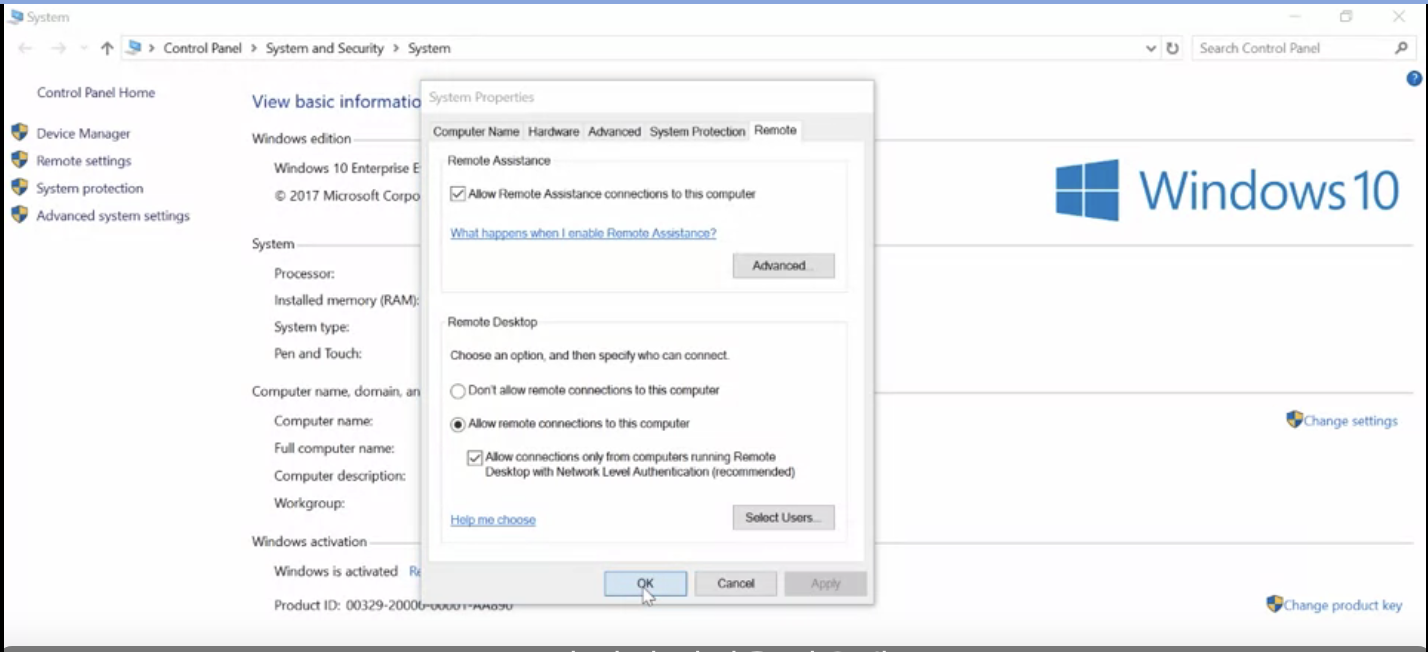 System
Control Panel > System and Security > System
Search Control Panel
Control Panel Home
Device Manager
Remote settings
System protection
Advanced system settings
View basic informatio
Windows edition
Windows 10 Enterprise E
© 2017 Microsoft Corpo
System
Processor:
Installed memory (RAM):
System type:
Pen and Touch:
Computer name, domain, an
Computer name:
Full computer name:
Computer description:
Workgroup:
Windows activation
Windows is activated Re
Product ID: 00329-20000-00001-AA890
System Properties
Computer Name Hardware Advanced System Protection Remote
Remote Assistance
Allow Remote Assistance connections to this computer
What happens when I enable Remote Assistance?
Advanced...
Remote Desktop
Choose an option, and then specify who can connect.
Don't allow remote connections to this computer
Allow remote connections to this computer
Allow connections only from computers running Remote
Desktop with Network Level Authentication (recommended)
Help me choose
Select Users...
OK
Cancel
Apply
Windows 10
Change settings
Change product key